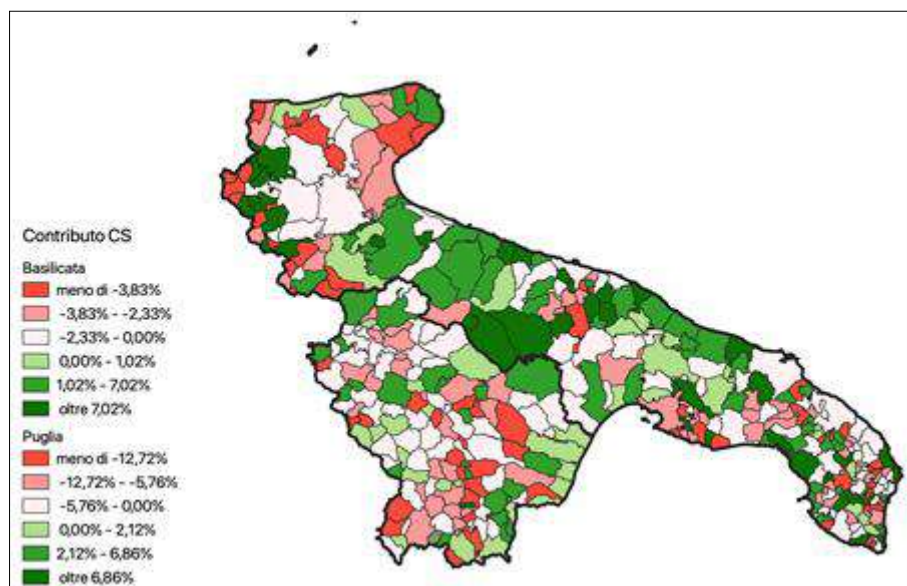 Contributo CS
Basilicata
meno di -3,83%
-3,83% - -2,33%
-2,33% - 0,00%
0,00% - 1,02%
1,02% - 7,02%
oltre 7,02%
Puglia
meno di -12,72%
-12,72% - -5,76%
-5,76% - 0,00%
0,00% - 2,12%
2,12% - 6,86%
oltre 6,86%